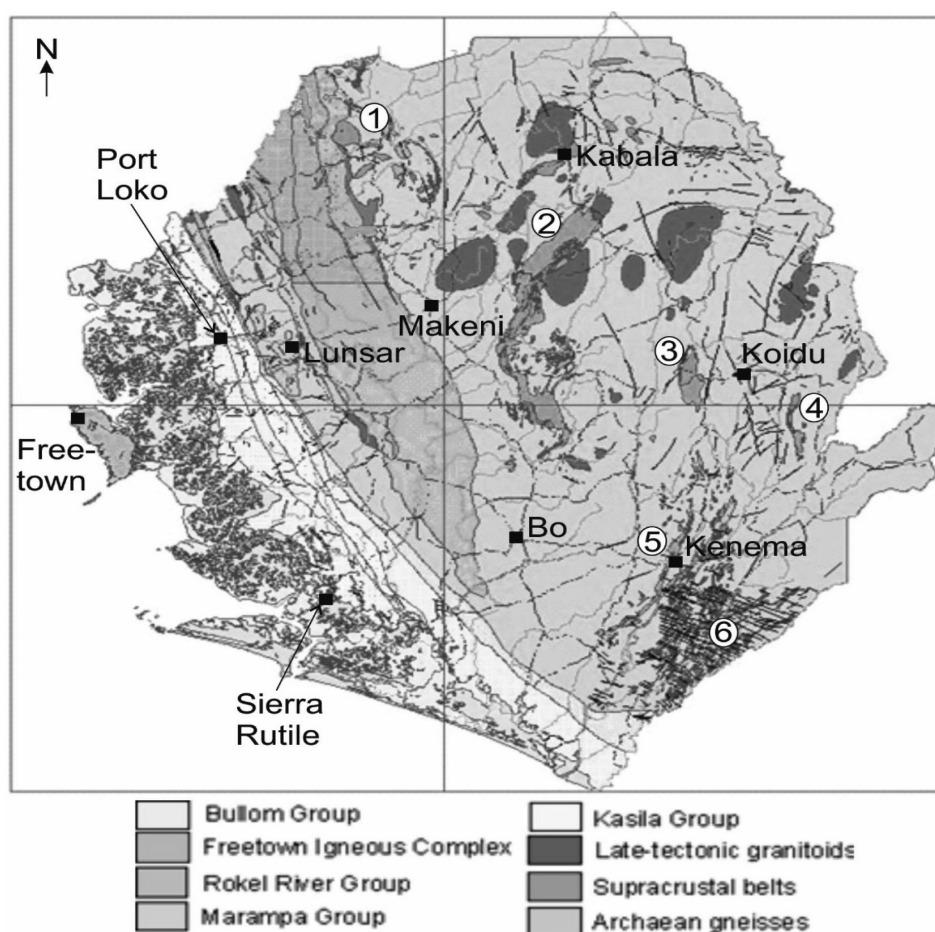 N
①
Port
Loko
Kabala
②
Makeni
Lunsar
③
Koidu
④
Free-
town
Bo
⑤
Kenema
⑥
Sierra
Rutile
Bullom Group
Kasila Group
Freetown Igneous Complex
Late-tectonic granitoids
Rokel River Group
Supracrustal belts
Marampa Group
Archaean gneisses